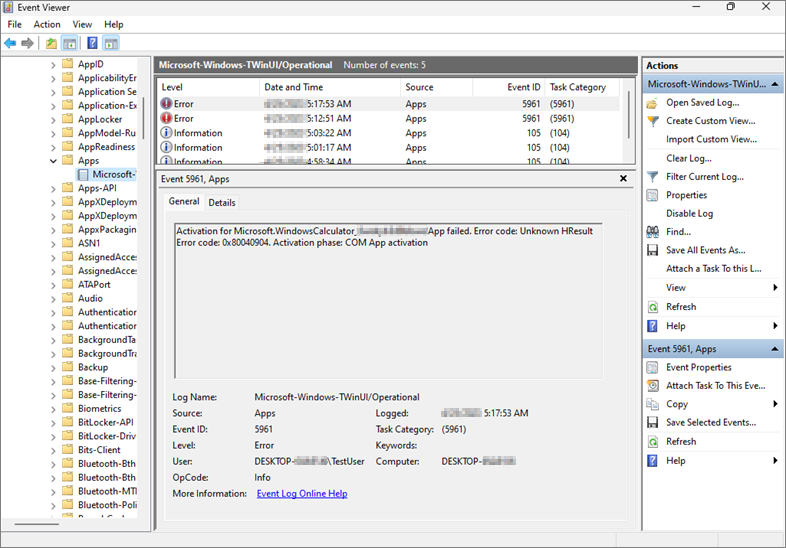 Event Viewer
File Action View Help
AppID
ApplicabilityEr
Application Se
Application-Ex
AppLocker
AppModel-Ru
AppReadiness
Apps
Microsoft-
Apps-API
AppXDeploym
AppXDeploym
AppxPackagin
ASN1
AssignedAcce
AssignedAcce
ATAPort
Audio
Authentication
Authentication
BackgroundTa
BackgroundTra
Backup
Base-Filtering-
Base-Filtering-
Biometrics
BitLocker-API
BitLocker-Driv
Bits-Client
Bluetooth-Bth
Bluetooth-Bth
Bluetooth-MTI
Bluetooth-Poli
Microsoft-Windows-TWinUI/Operational Number of events: 5
Level Date and Time Source Event ID Task Category
Error 5:17:53 AM Apps 5961 (5961)
Error 5:12:51 AM Apps 5961 (5961)
Information 5:03:22 AM Apps 105 (104)
Information 5:01:17 AM Apps 105 (104)
Information 4:58:34 AM Apps 105 (104)
Event 5961, Apps
General Details
Activation for Microsoft.WindowsCalculator_ App failed. Error code: Unknown HResult
Error code: 0x80040904. Activation phase: COM App activation
Log Name: Microsoft-Windows-TWinUI/Operational
Source: Apps Logged: 5:17:53 AM
Event ID: 5961 Task Category: (5961)
Level: Error Keywords:
User: DESKTOP- \TestUser Computer: DESKTOP-
OpCode: Info
More Information: Event Log Online Help
Actions
Microsoft-Windows-TWinU...
Open Saved Log...
Create Custom View...
Import Custom View...
Clear Log...
Filter Current Log...
Properties
Disable Log
Find...
Save All Events As...
Attach a Task To this L...
View
Refresh
Help
Event 5961, Apps
Event Properties
Attach Task To This Eve...
Copy
Save Selected Events...
Refresh
Help